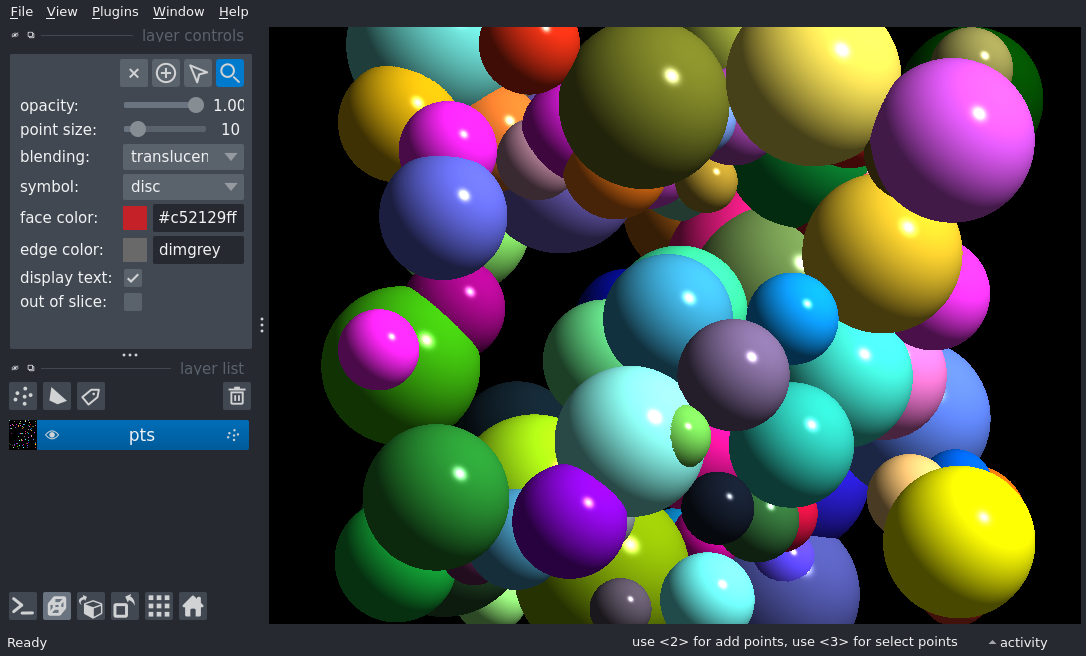 File View Plugins Window Help
layer controls
opacity: 1.00
point size: 10
blending: translucen
symbol: disc
face color: #c52129ff
edge color: dimgrey
display text:
out of slice:
layer list
pts
Ready use <2> for add points, use <3> for select points activity